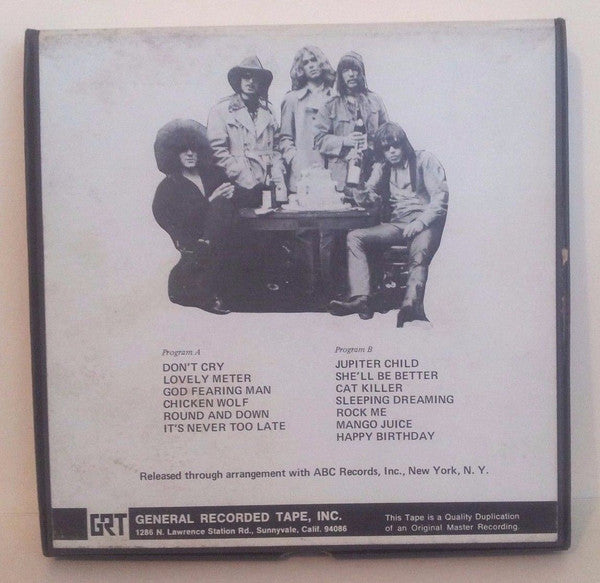 Program A
DON'T CRY
LOVELY METER
GOD FEARING MAN
CHICKEN WOLF
ROUND AND DOWN
IT'S NEVER TOO LATE
Program B
JUPITER CHILD
SHE'LL BE BETTER
CAT KILLER
SLEEPING DREAMING
ROCK ME
MANGO JUICE
HAPPY BIRTHDAY
Released through arrangement with ABC Records, Inc., New York, N. Y.
GRT
GENERAL RECORDED TAPE, INC.
1286 N. Lawrence Station Rd., Sunnyvale, Calif. 94086
This Tape is a Quality Duplication
of an Original Master Recording.